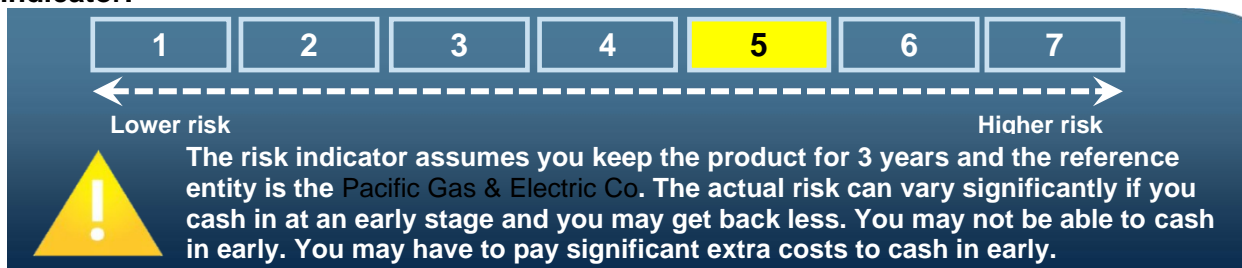 Indicator:
1 2 3 4 5 6 7
Lower risk Higher risk
The risk indicator assumes you keep the product for 3 years and the reference
entity is the Pacific Gas & Electric Co. The actual risk can vary significantly if you
cash in at an early stage and you may get back less. You may not be able to cash
in early. You may have to pay significant extra costs to cash in early.